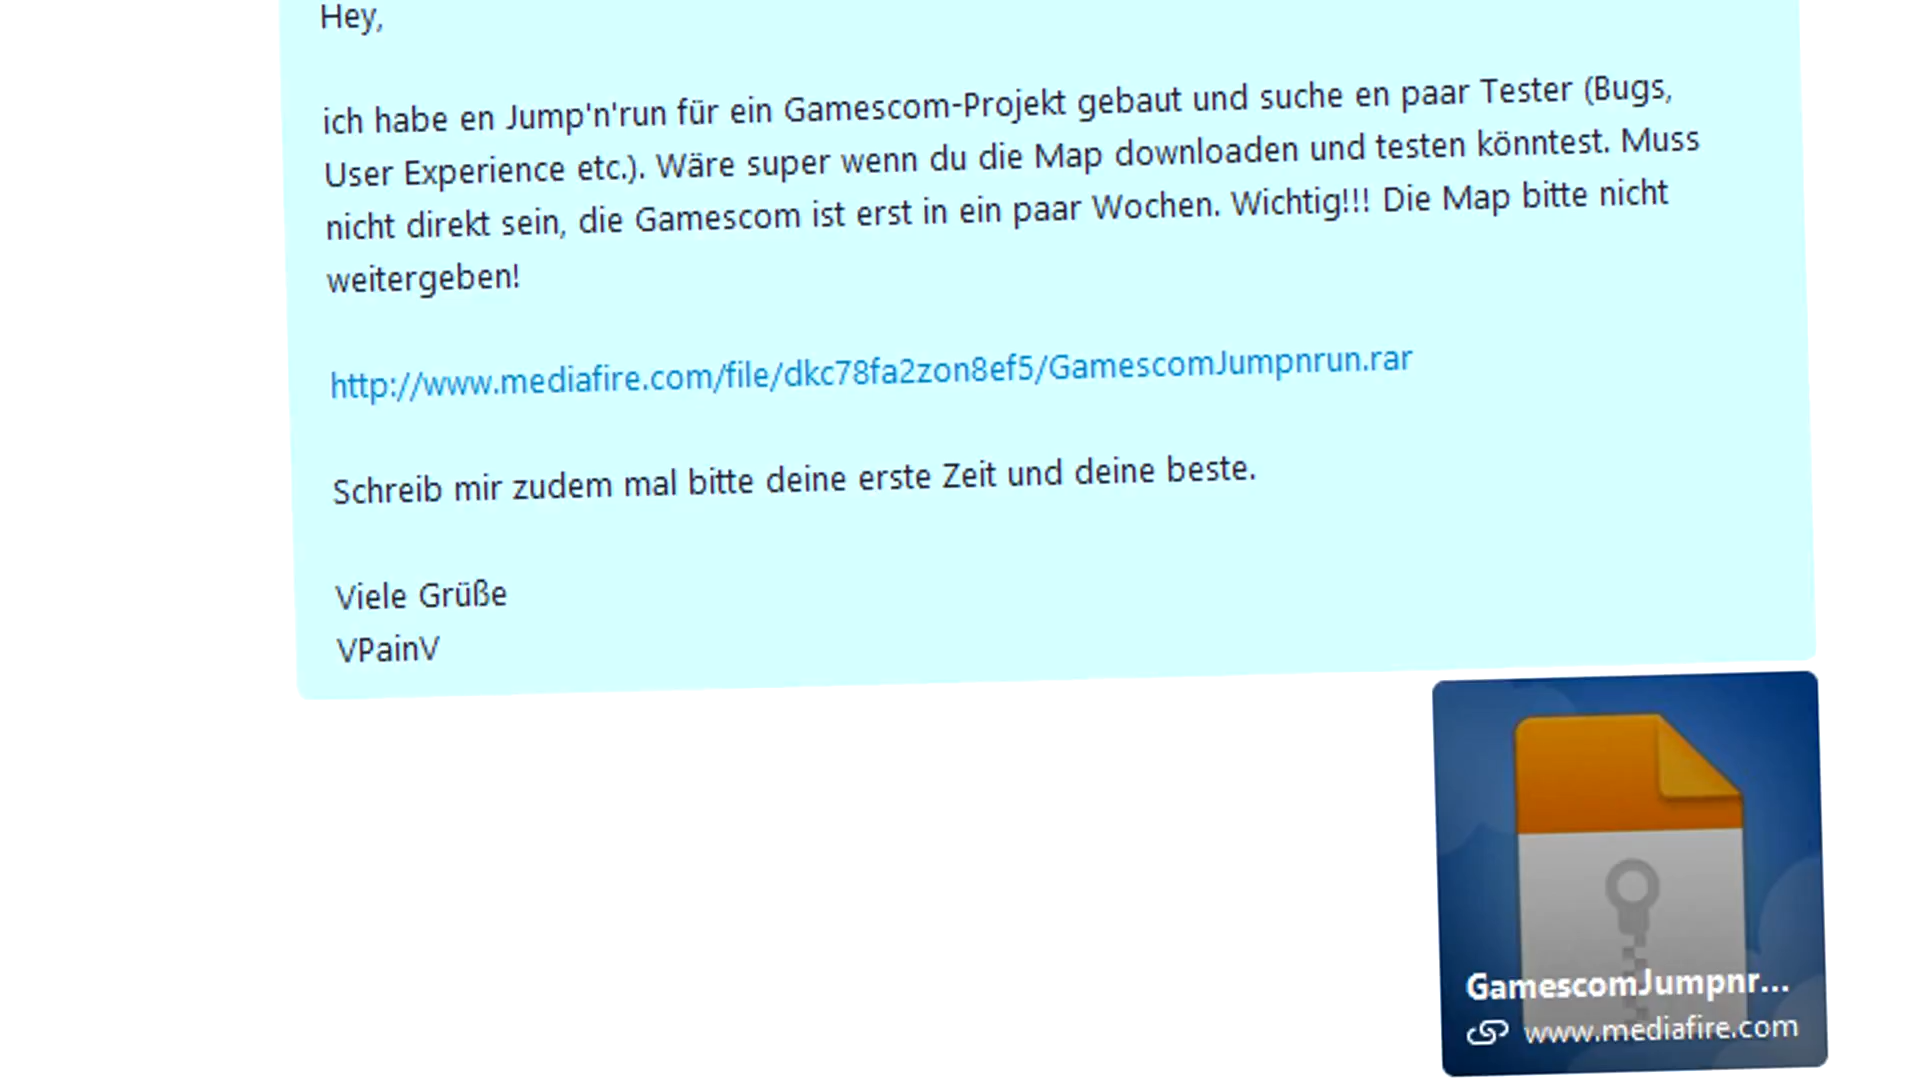 Hey,
ich habe en Jump'n'run für ein Gamescom-Projekt gebaut und suche en paar Tester (Bugs,
User Experience etc.). Wäre super wenn du die Map downloaden und testen könntest. Muss
nicht direkt sein, die Gamescom ist erst in ein paar Wochen. Wichtig!!! Die Map bitte nicht
weitergeben!
http://www.mediafire.com/file/dkc78fa2zon8ef5/GamescomJumpnrun.rar
Schreib mir zudem mal bitte deine erste Zeit und deine beste.
Viele Grüße
VPainV
GamescomJumpnr...
www.mediafire.com